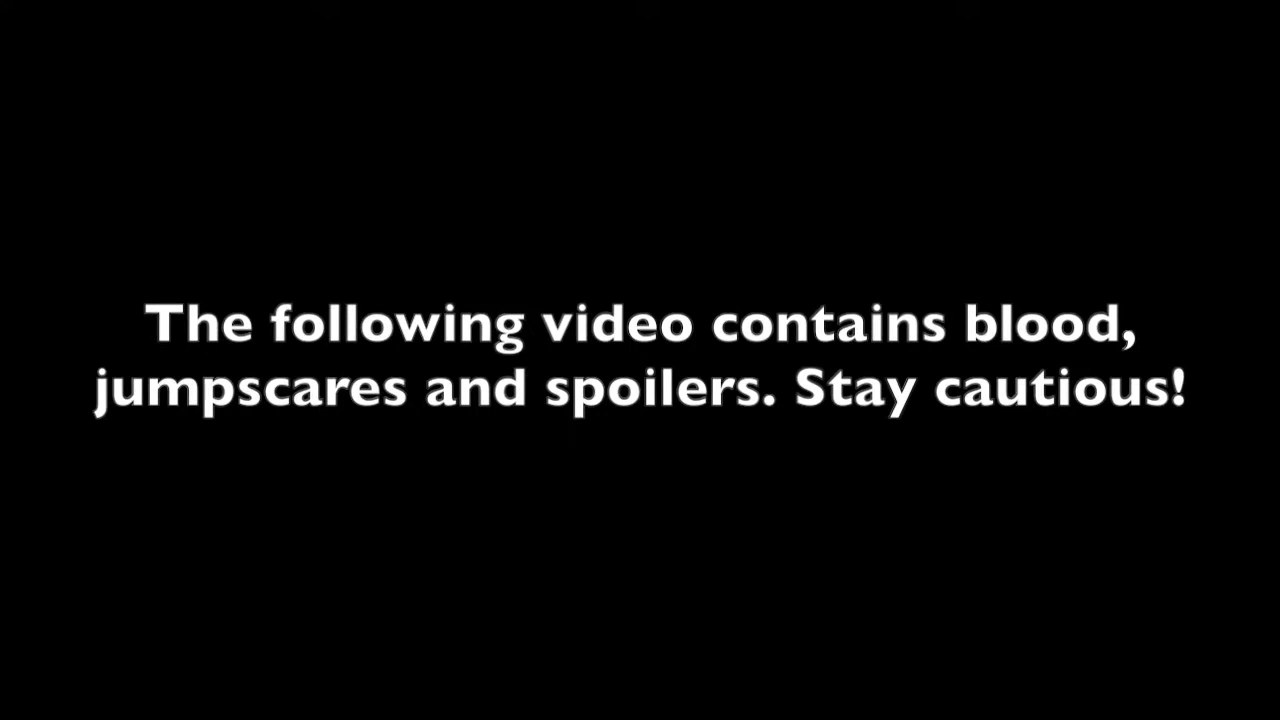 The following video contains blood,
jumpscares and spoilers. Stay cautious!